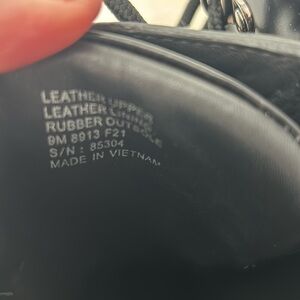 LEATHER UPPER
LEATHER LINING
RUBBER OUTSOLE
9M 8913 F21
S/N : 85304
MADE IN VIETNAM